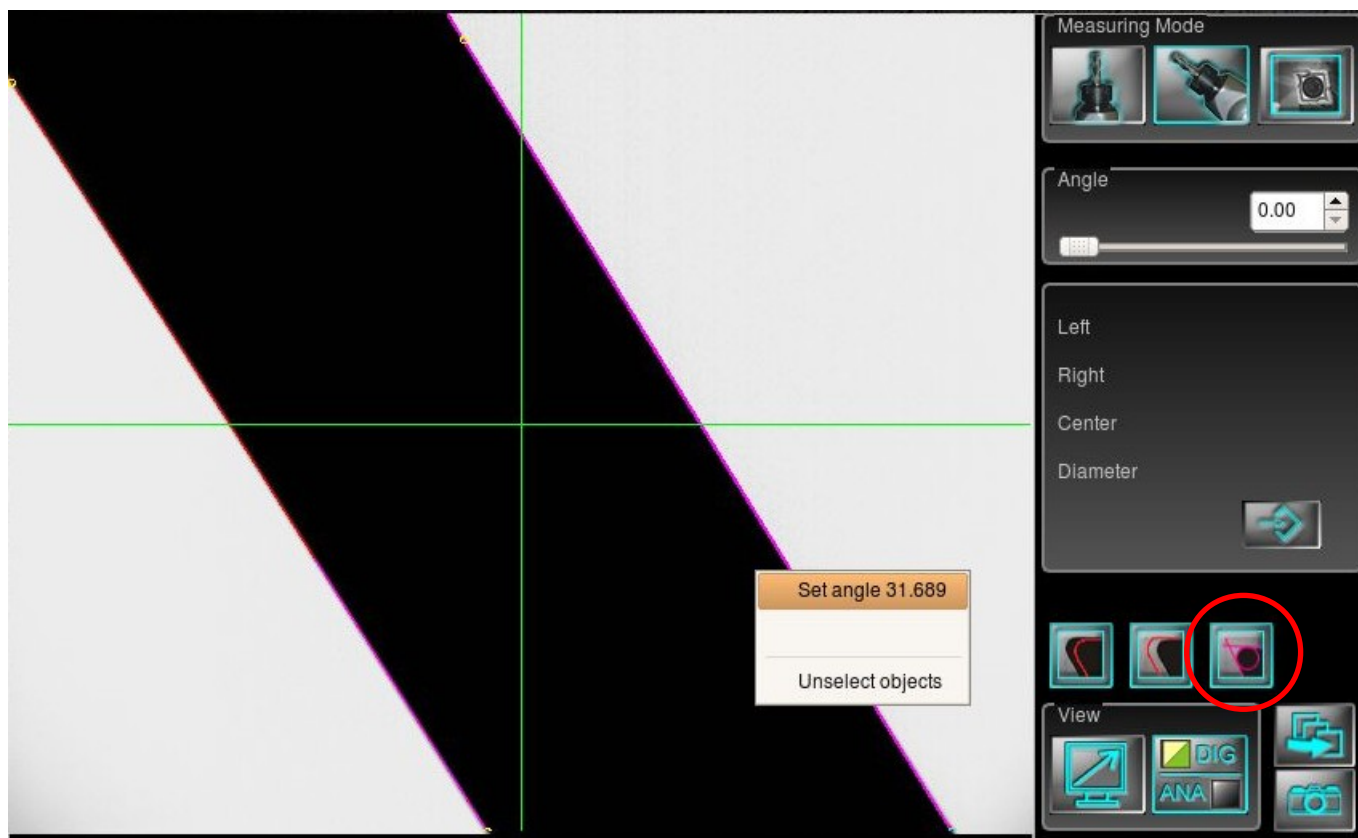 Measuring Mode
Angle
0.00
Left
Right
Center
Diameter
Set angle 31.689
Unselect objects
View
DIG
ANA